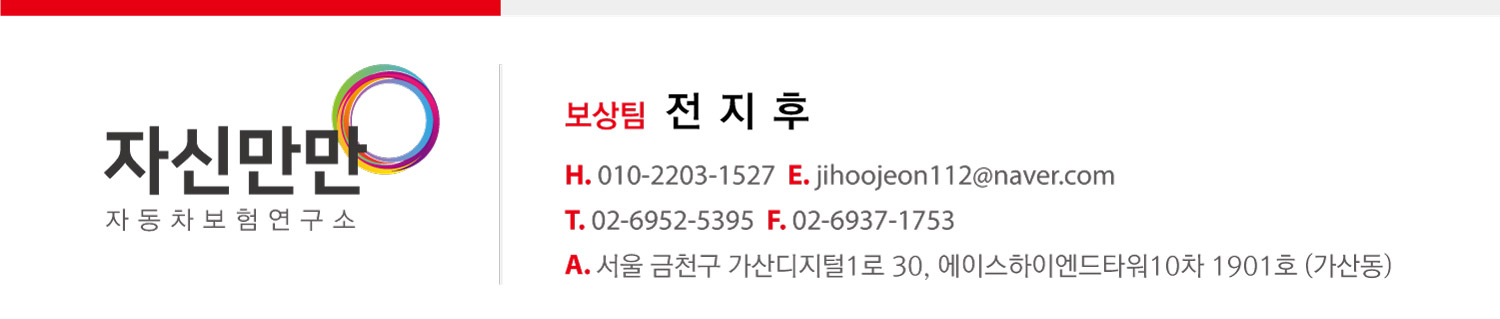 자신만만
자동차보험연구소
보상팀 전지후
H. 010-2203-1527 E. jihoojeon112@naver.com
T. 02-6952-5395 F. 02-6937-1753
A. 서울 금천구 가산디지털1로 30, 에이스하이엔드타워10차 1901호 (가산동)